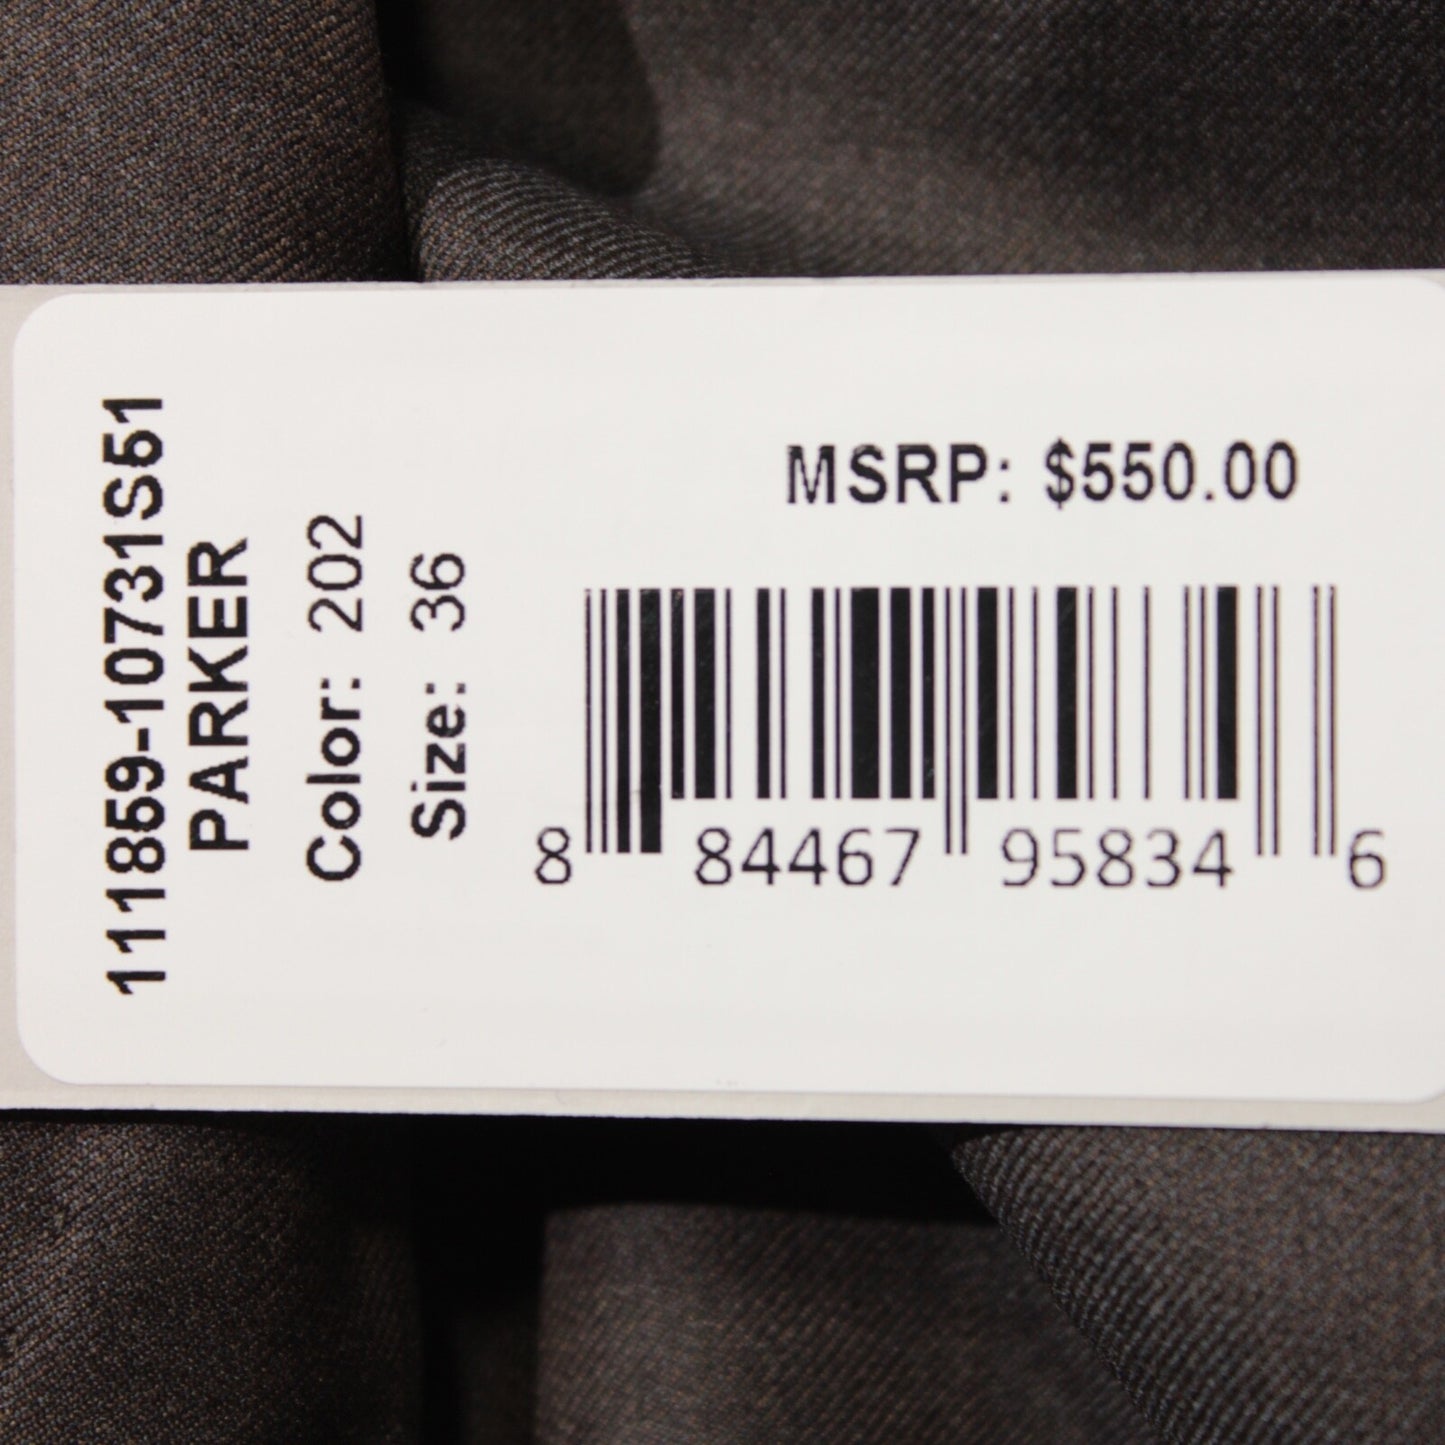 111859-10731S51
PARKER
Color: 202
Size: 36
MSRP: $550.00
8 84467 95834 6